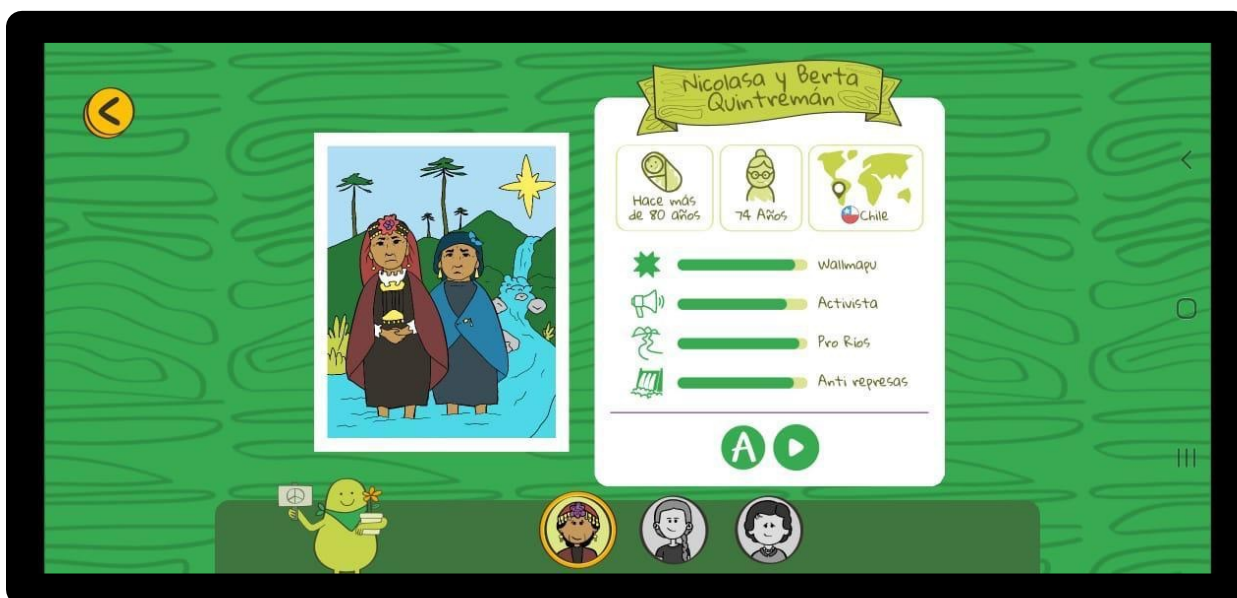 Nicolasa y Berta
Quintremán
Hace más
de 80 años
74 Años
Chile
Wallmapu
Activista
Pro Ríos
Anti represas
A